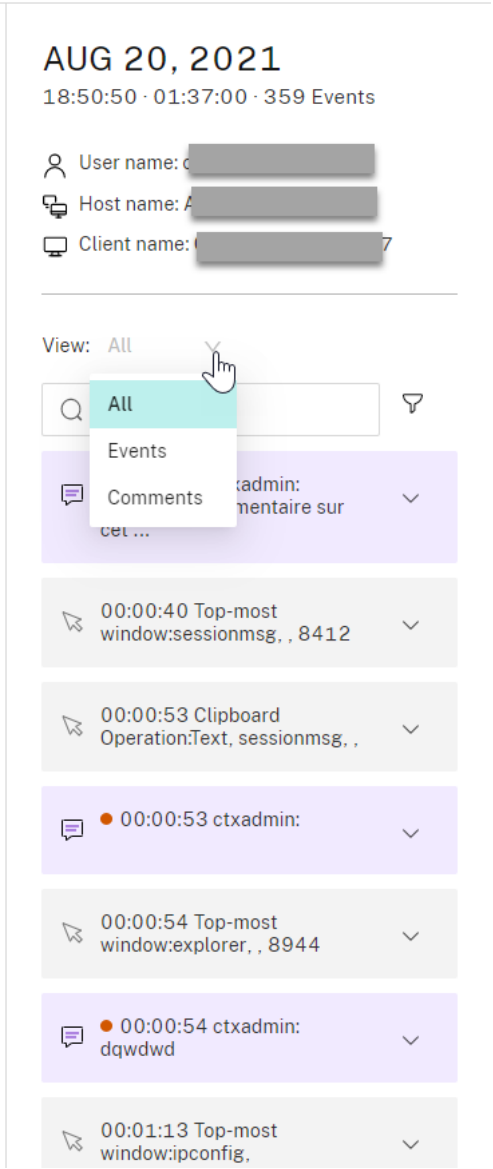 AUG 20, 2021
18:50:50 · 01:37:00 · 359 Events
User name:
Host name:
Client name: 7
View: All
All
Events
Comments
cet ...
00:00:40 Top-most
window:sessionmsg, , 8412
00:00:53 Clipboard
Operation:Text, sessionmsg, ,
00:00:53 ctxadmin:
00:00:54 Top-most
window:explorer, , 8944
00:00:54 ctxadmin:
dqwdwd
00:01:13 Top-most
window:ipconfig,